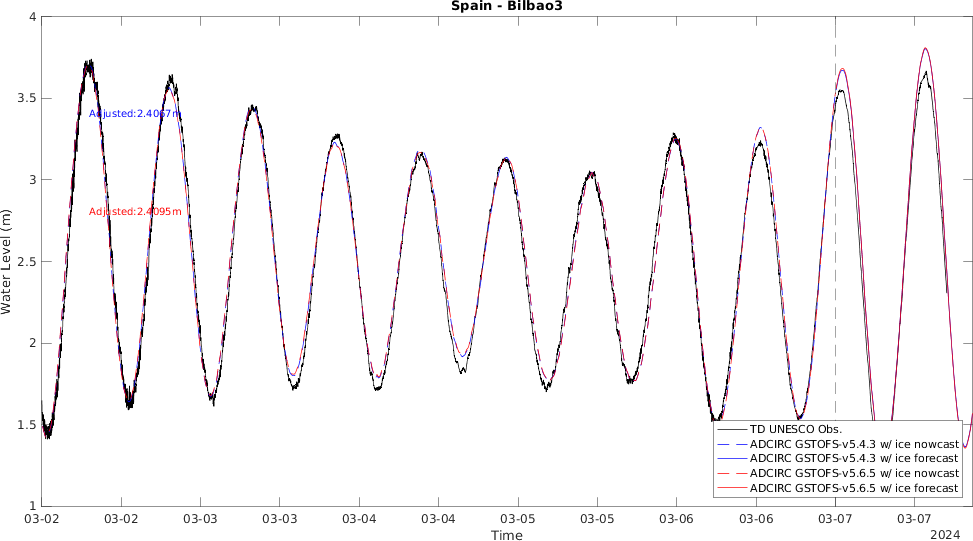 Spain - Bilbao3
4
3.5
3
2.5
2
1.5
1
Water Level (m)
Adjusted:2.4067m
Adjusted:2.4095m
TD UNESCO Obs.
ADCIRC GSTOFS-v5.4.3 w/ ice nowcast
ADCIRC GSTOFS-v5.4.3 w/ ice forecast
ADCIRC GSTOFS-v5.6.5 w/ ice nowcast
ADCIRC GSTOFS-v5.6.5 w/ ice forecast
03-02 03-02 03-03 03-03 03-04 03-04 03-05 03-05 03-06 03-06 03-07 03-07
Time
2024